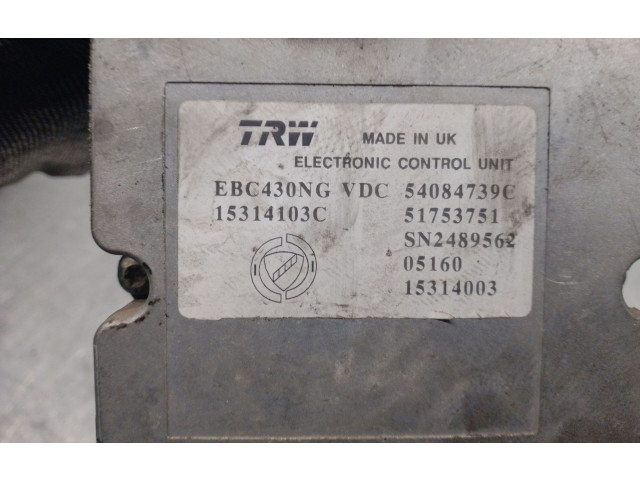 TRW MADE IN UK
ELECTRONIC CONTROL UNIT
EBC430NG VDC 54084739C
15314103C 51753751
SN2489562
05160
15314003